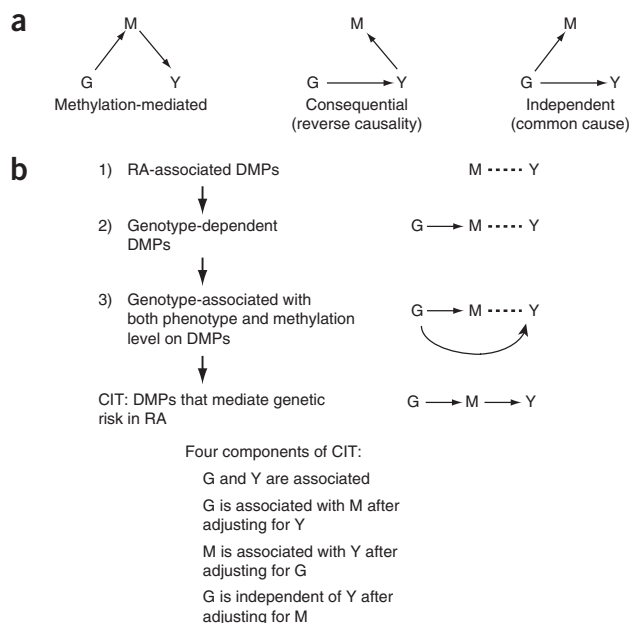 a
M
G
Y
Methylation-mediated
M
G
Y
Consequential
(reverse causality)
M
G
Y
Independent
(common cause)
b
1) RA-associated DMPs
M Y
2) Genotype-dependent
DMPs
G M Y
3) Genotype-associated with
both phenotype and methylation
level on DMPs
G M Y
CIT: DMPs that mediate genetic
risk in RA
G M Y
Four components of CIT:
G and Y are associated
G is associated with M after
adjusting for Y
M is associated with Y after
adjusting for G
G is independent of Y after
adjusting for M